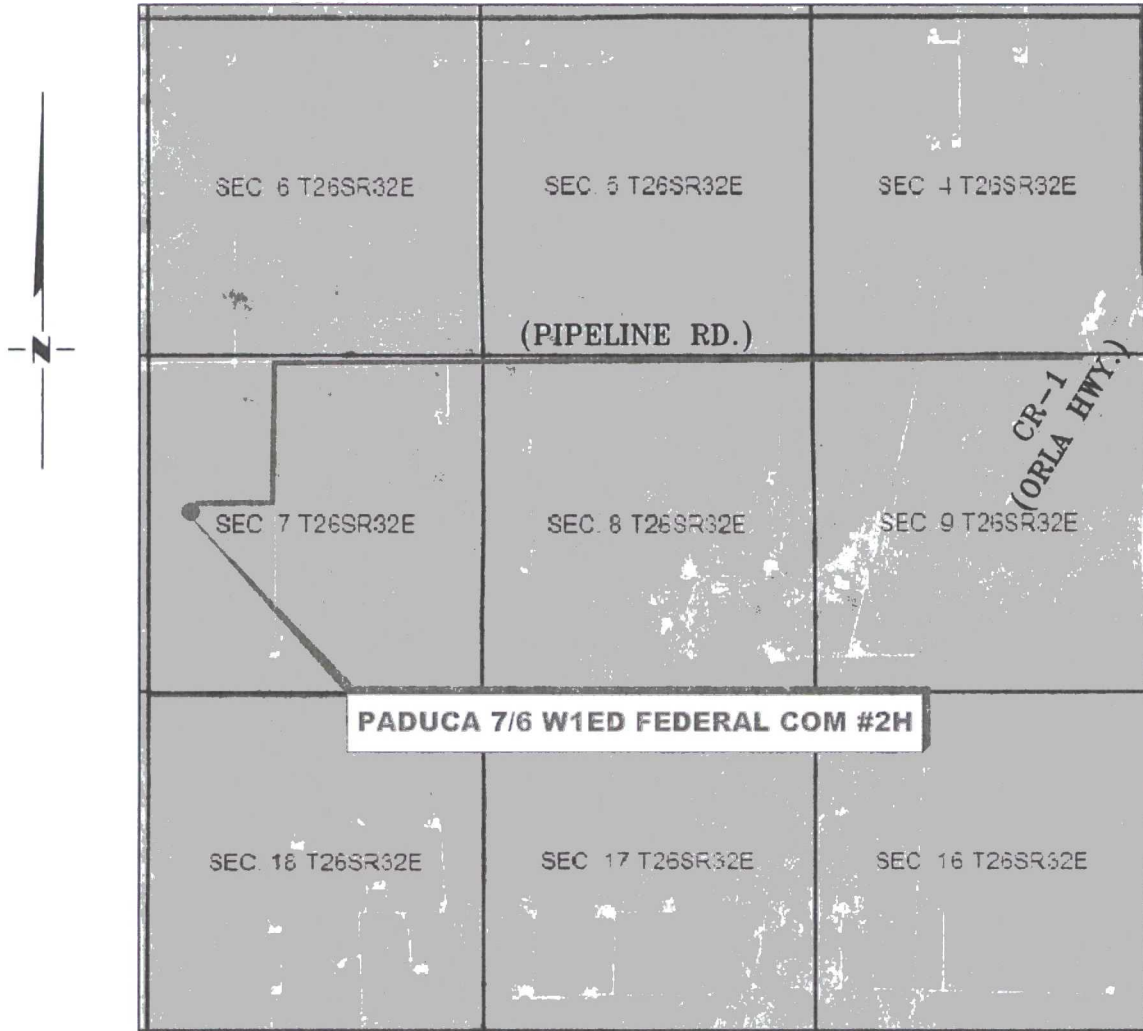 SEC. 6 T26SR32E
SEC. 5 T26SR32E
SEC. 4 T26SR32E
N
(PIPELINE RD.)
CR-1
(ORLA HWY.)
SEC. 7 T26SR32E
SEC. 8 T26SR32E
SEC. 9 T26SR32E
PADUCA 7/6 W1ED FEDERAL COM #2H
SEC. 18 T26SR32E
SEC. 17 T26SR32E
SEC. 16 T26SR32E